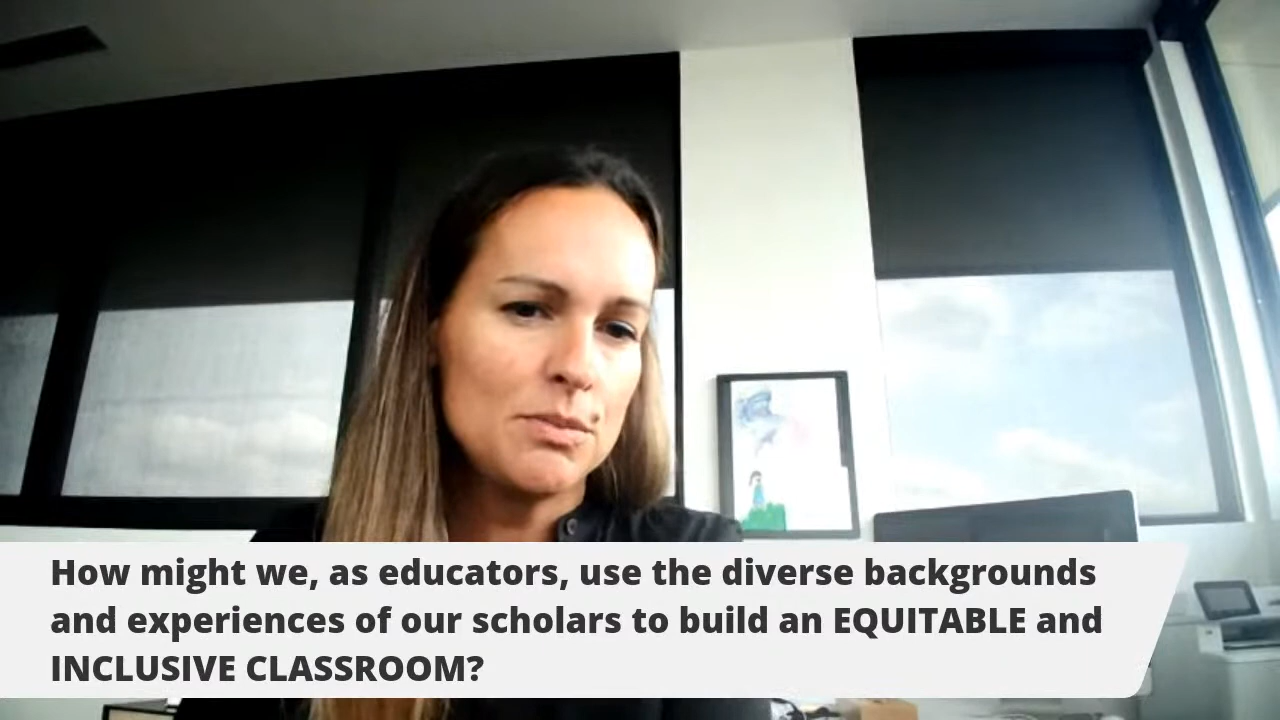 How might we, as educators, use the diverse backgrounds
and experiences of our scholars to build an EQUITABLE and
INCLUSIVE CLASSROOM?